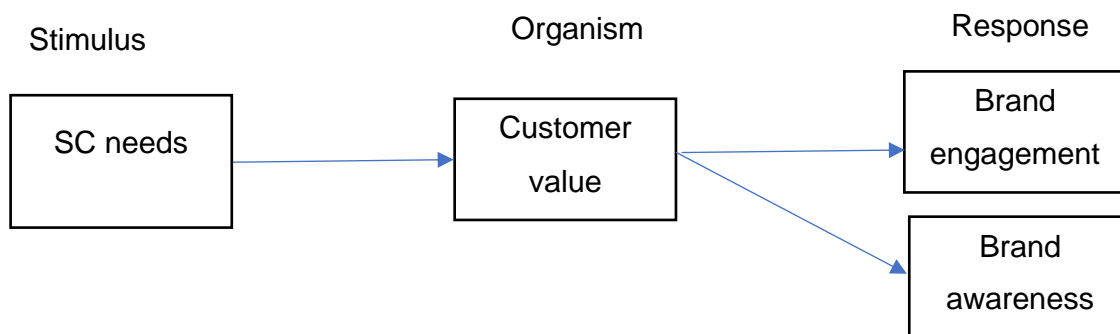 Stimulus
Organism
Response
SC needs
Customer
value
Brand
engagement
Brand
awareness